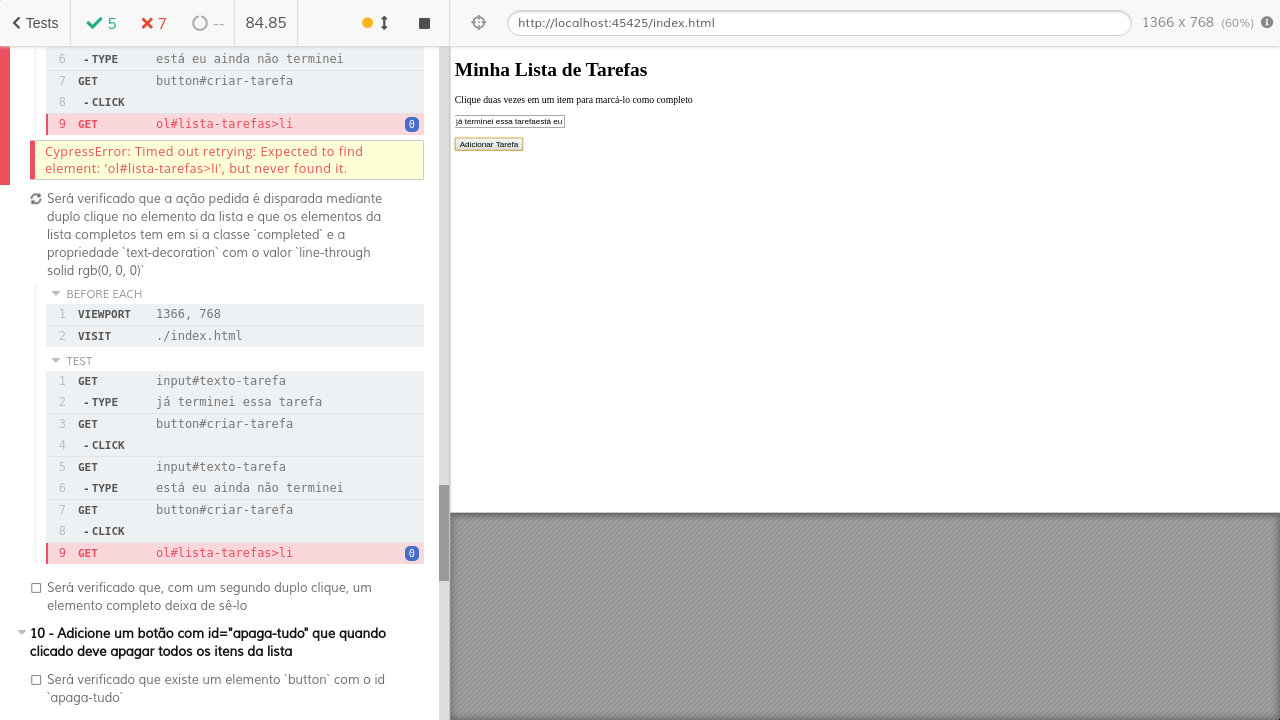 Tests
5
7
--
84.85
http://localhost:45425/index.html
1366 x 768 (60%)
6 - TYPE está eu ainda não terminei
7 GET button#criar-tarefa
8 - CLICK
9 GET ol#lista-tarefas>li 0
CypressError: Timed out retrying: Expected to find
element: 'ol#lista-tarefas>li', but never found it.
Será verificado que a ação pedida é disparada mediante
duplo clique no elemento da lista e que os elementos da
lista completos tem em si a classe `completed` e a
propriedade `text-decoration` com o valor `line-through
solid rgb(0, 0, 0)`
BEFORE EACH
1 VIEWPORT 1366, 768
2 VISIT ./index.html
TEST
1 GET input#texto-tarefa
2 - TYPE já terminei essa tarefa
3 GET button#criar-tarefa
4 - CLICK
5 GET input#texto-tarefa
6 - TYPE está eu ainda não terminei
7 GET button#criar-tarefa
8 - CLICK
9 GET ol#lista-tarefas>li 0
Será verificado que, com um segundo duplo clique, um
elemento completo deixa de sê-lo
10 - Adicione um botão com id="apaga-tudo" que quando
clicado deve apagar todos os itens da lista
Será verificado que existe um elemento `button` com o id
`apaga-tudo`
Minha Lista de Tarefas
Clique duas vezes em um item para marcá-lo como completo
já terminei essa tarefaestá eu
Adicionar Tarefa